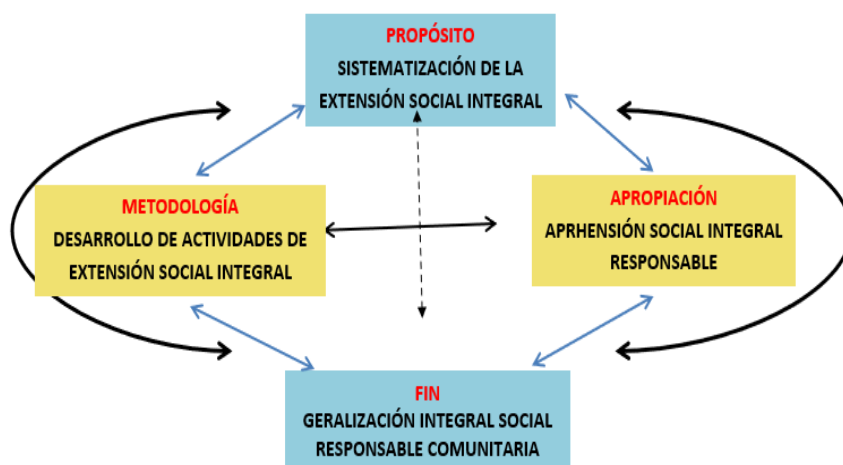 PROPÓSITO
SISTEMATIZACIÓN DE LA
EXTENSIÓN SOCIAL INTEGRAL
METODOLOGÍA
DESARROLLO DE ACTIVIDADES DE
EXTENSIÓN SOCIAL INTEGRAL
APROPIACIÓN
APRHENSIÓN SOCIAL INTEGRAL
RESPONSABLE
FIN
GERALIZACIÓN INTEGRAL SOCIAL
RESPONSABLE COMUNITARIA